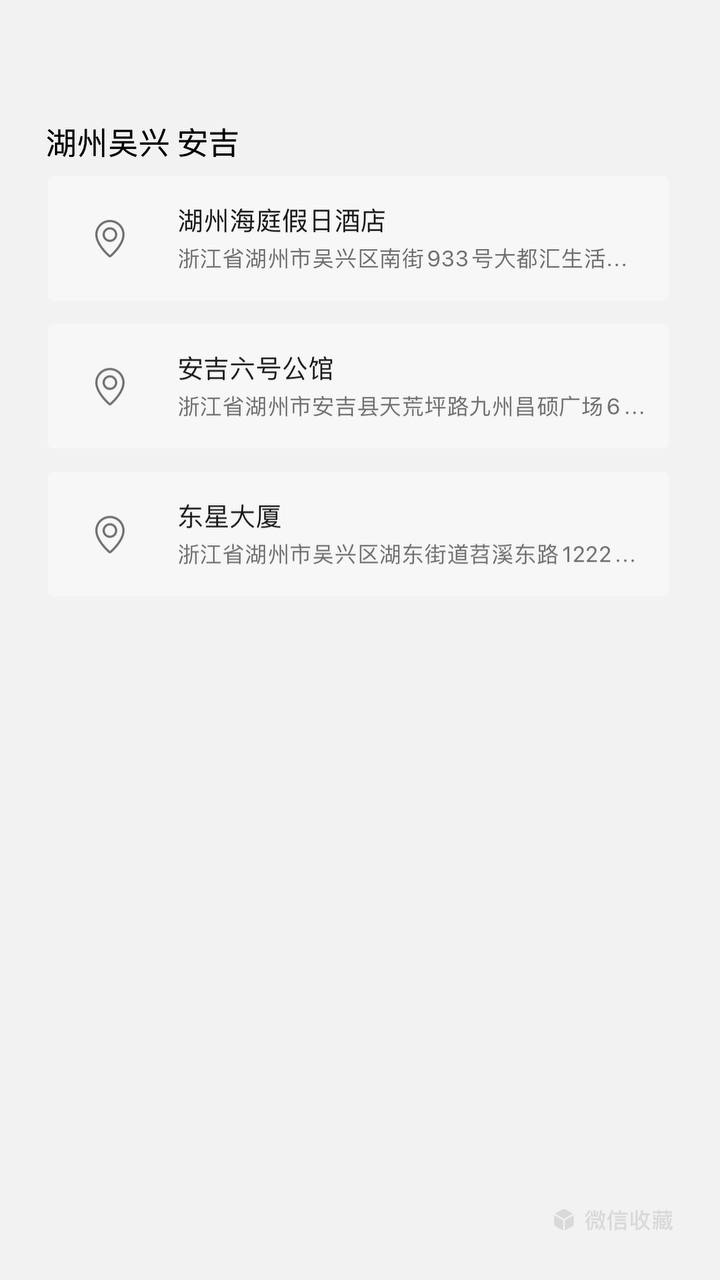 湖州吴兴 安吉
湖州海庭假日酒店
浙江省湖州市吴兴区南街933号大都汇生活...
安吉六号公馆
浙江省湖州市安吉县天荒坪路九州昌硕广场6...
东星大厦
浙江省湖州市吴兴区湖东街道苕溪东路1222...
微信收藏